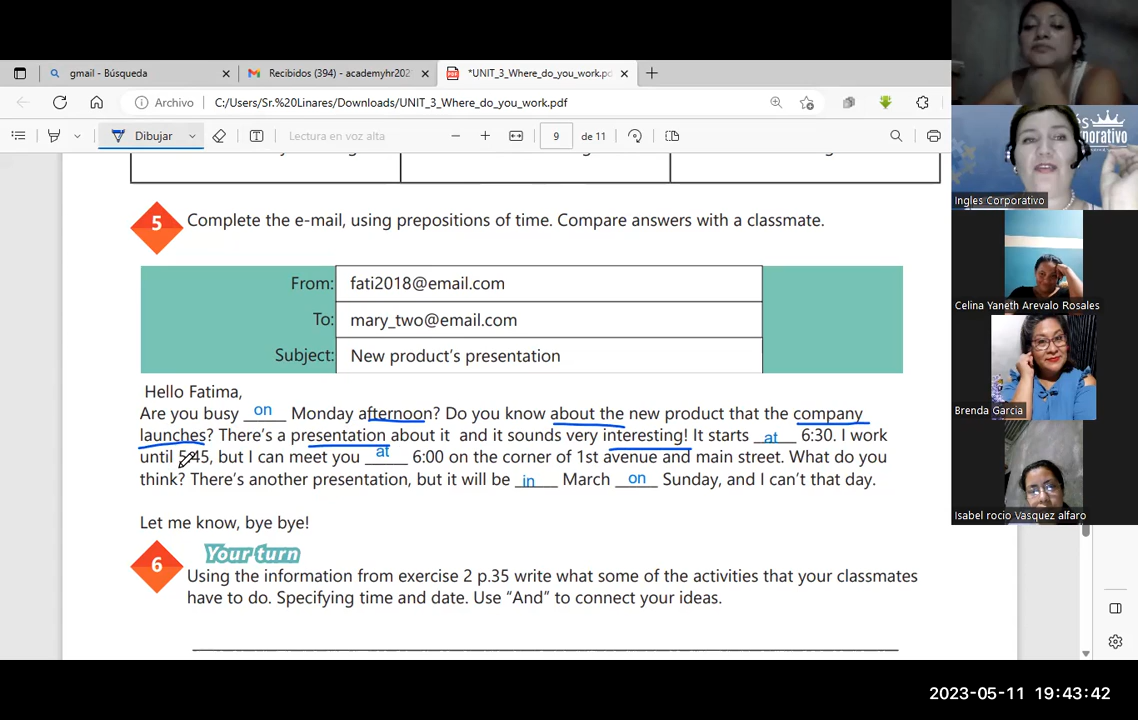 gmail - Búsqueda
Recibidos (394) - academyhr202
*UNIT_3_Where_do_you_work.pd
Archivo
C:/Users/Sr.%20Linares/Downloads/UNIT_3_Where_do_you_work.pdf
Dibujar
Lectura en voz alta
9
de 11
5
Complete the e-mail, using prepositions of time. Compare answers with a classmate.
From:
fati2018@email.com
To:
mary_two@email.com
Subject:
New product's presentation
Hello Fatima,
Are you busy on Monday afternoon? Do you know about the new product that the company
launches? There's a presentation about it and it sounds very interesting! It starts at 6:30. I work
until 5:45, but I can meet you at 6:00 on the corner of 1st avenue and main street. What do you
think? There's another presentation, but it will be in March on Sunday, and I can't that day.
Let me know, bye bye!
6
Your turn
Using the information from exercise 2 p.35 write what some of the activities that your classmates
have to do. Specifying time and date. Use "And" to connect your ideas.
Ingles Corporativo
Celina Yaneth Arevalo Rosales
Brenda Garcia
Isabel rocio Vasquez alfaro
2023-05-11 19:43:42